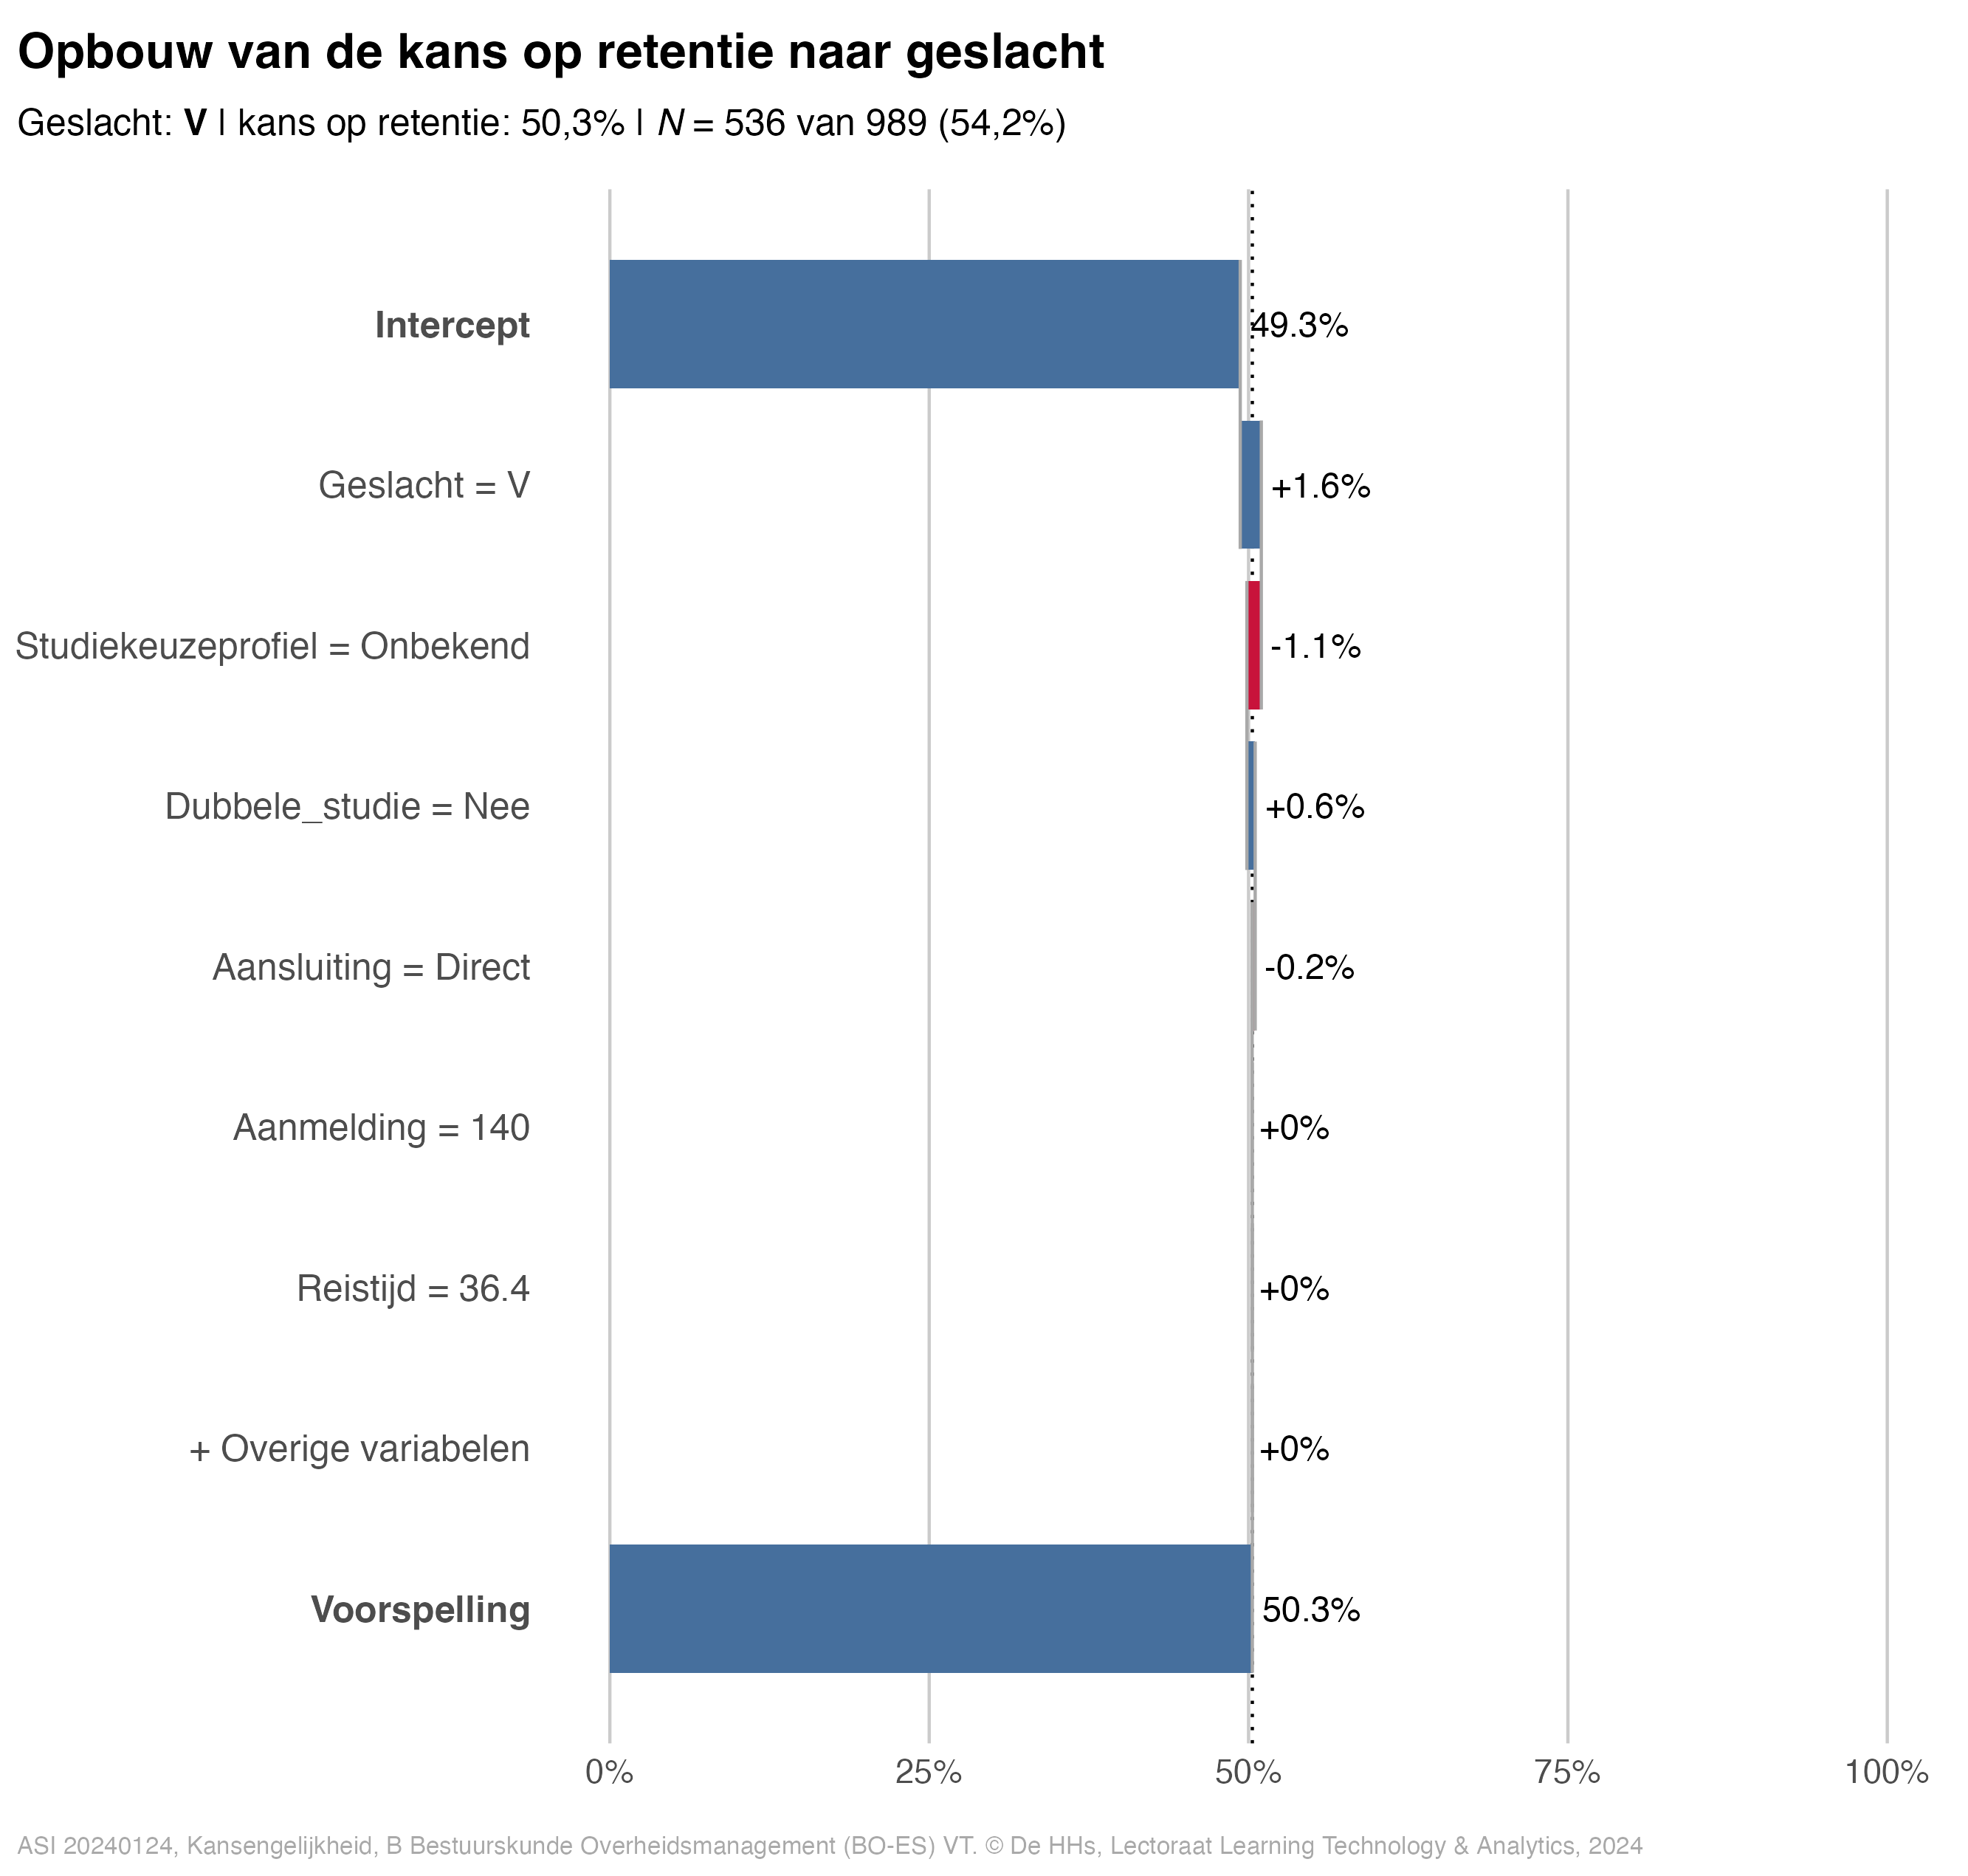 Opbouw van de kans op retentie naar geslacht
Geslacht: V | kans op retentie: 50,3% | N = 536 van 989 (54,2%)
Intercept 49.3%
Geslacht = V +1.6%
Studiekeuzeprofiel = Onbekend -1.1%
Dubbele_studie = Nee +0.6%
Aansluiting = Direct -0.2%
Aanmelding = 140 +0%
Reistijd = 36.4 +0%
+ Overige variabelen +0%
Voorspelling 50.3%
0% 25% 50% 75% 100%
ASI 20240124, Kansengelijkheid, B Bestuurskunde Overheidsmanagement (BO-ES) VT. © De HHs, Lectoraat Learning Technology & Analytics, 2024